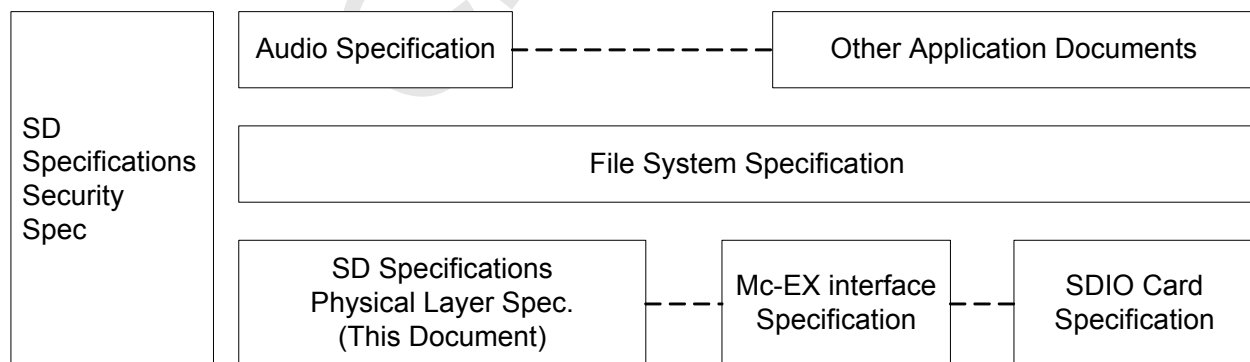 SD
Specifications
Security
Spec
Audio Specification
Other Application Documents
File System Specification
SD Specifications
Physical Layer Spec.
(This Document)
Mc-EX interface
Specification
SDIO Card
Specification